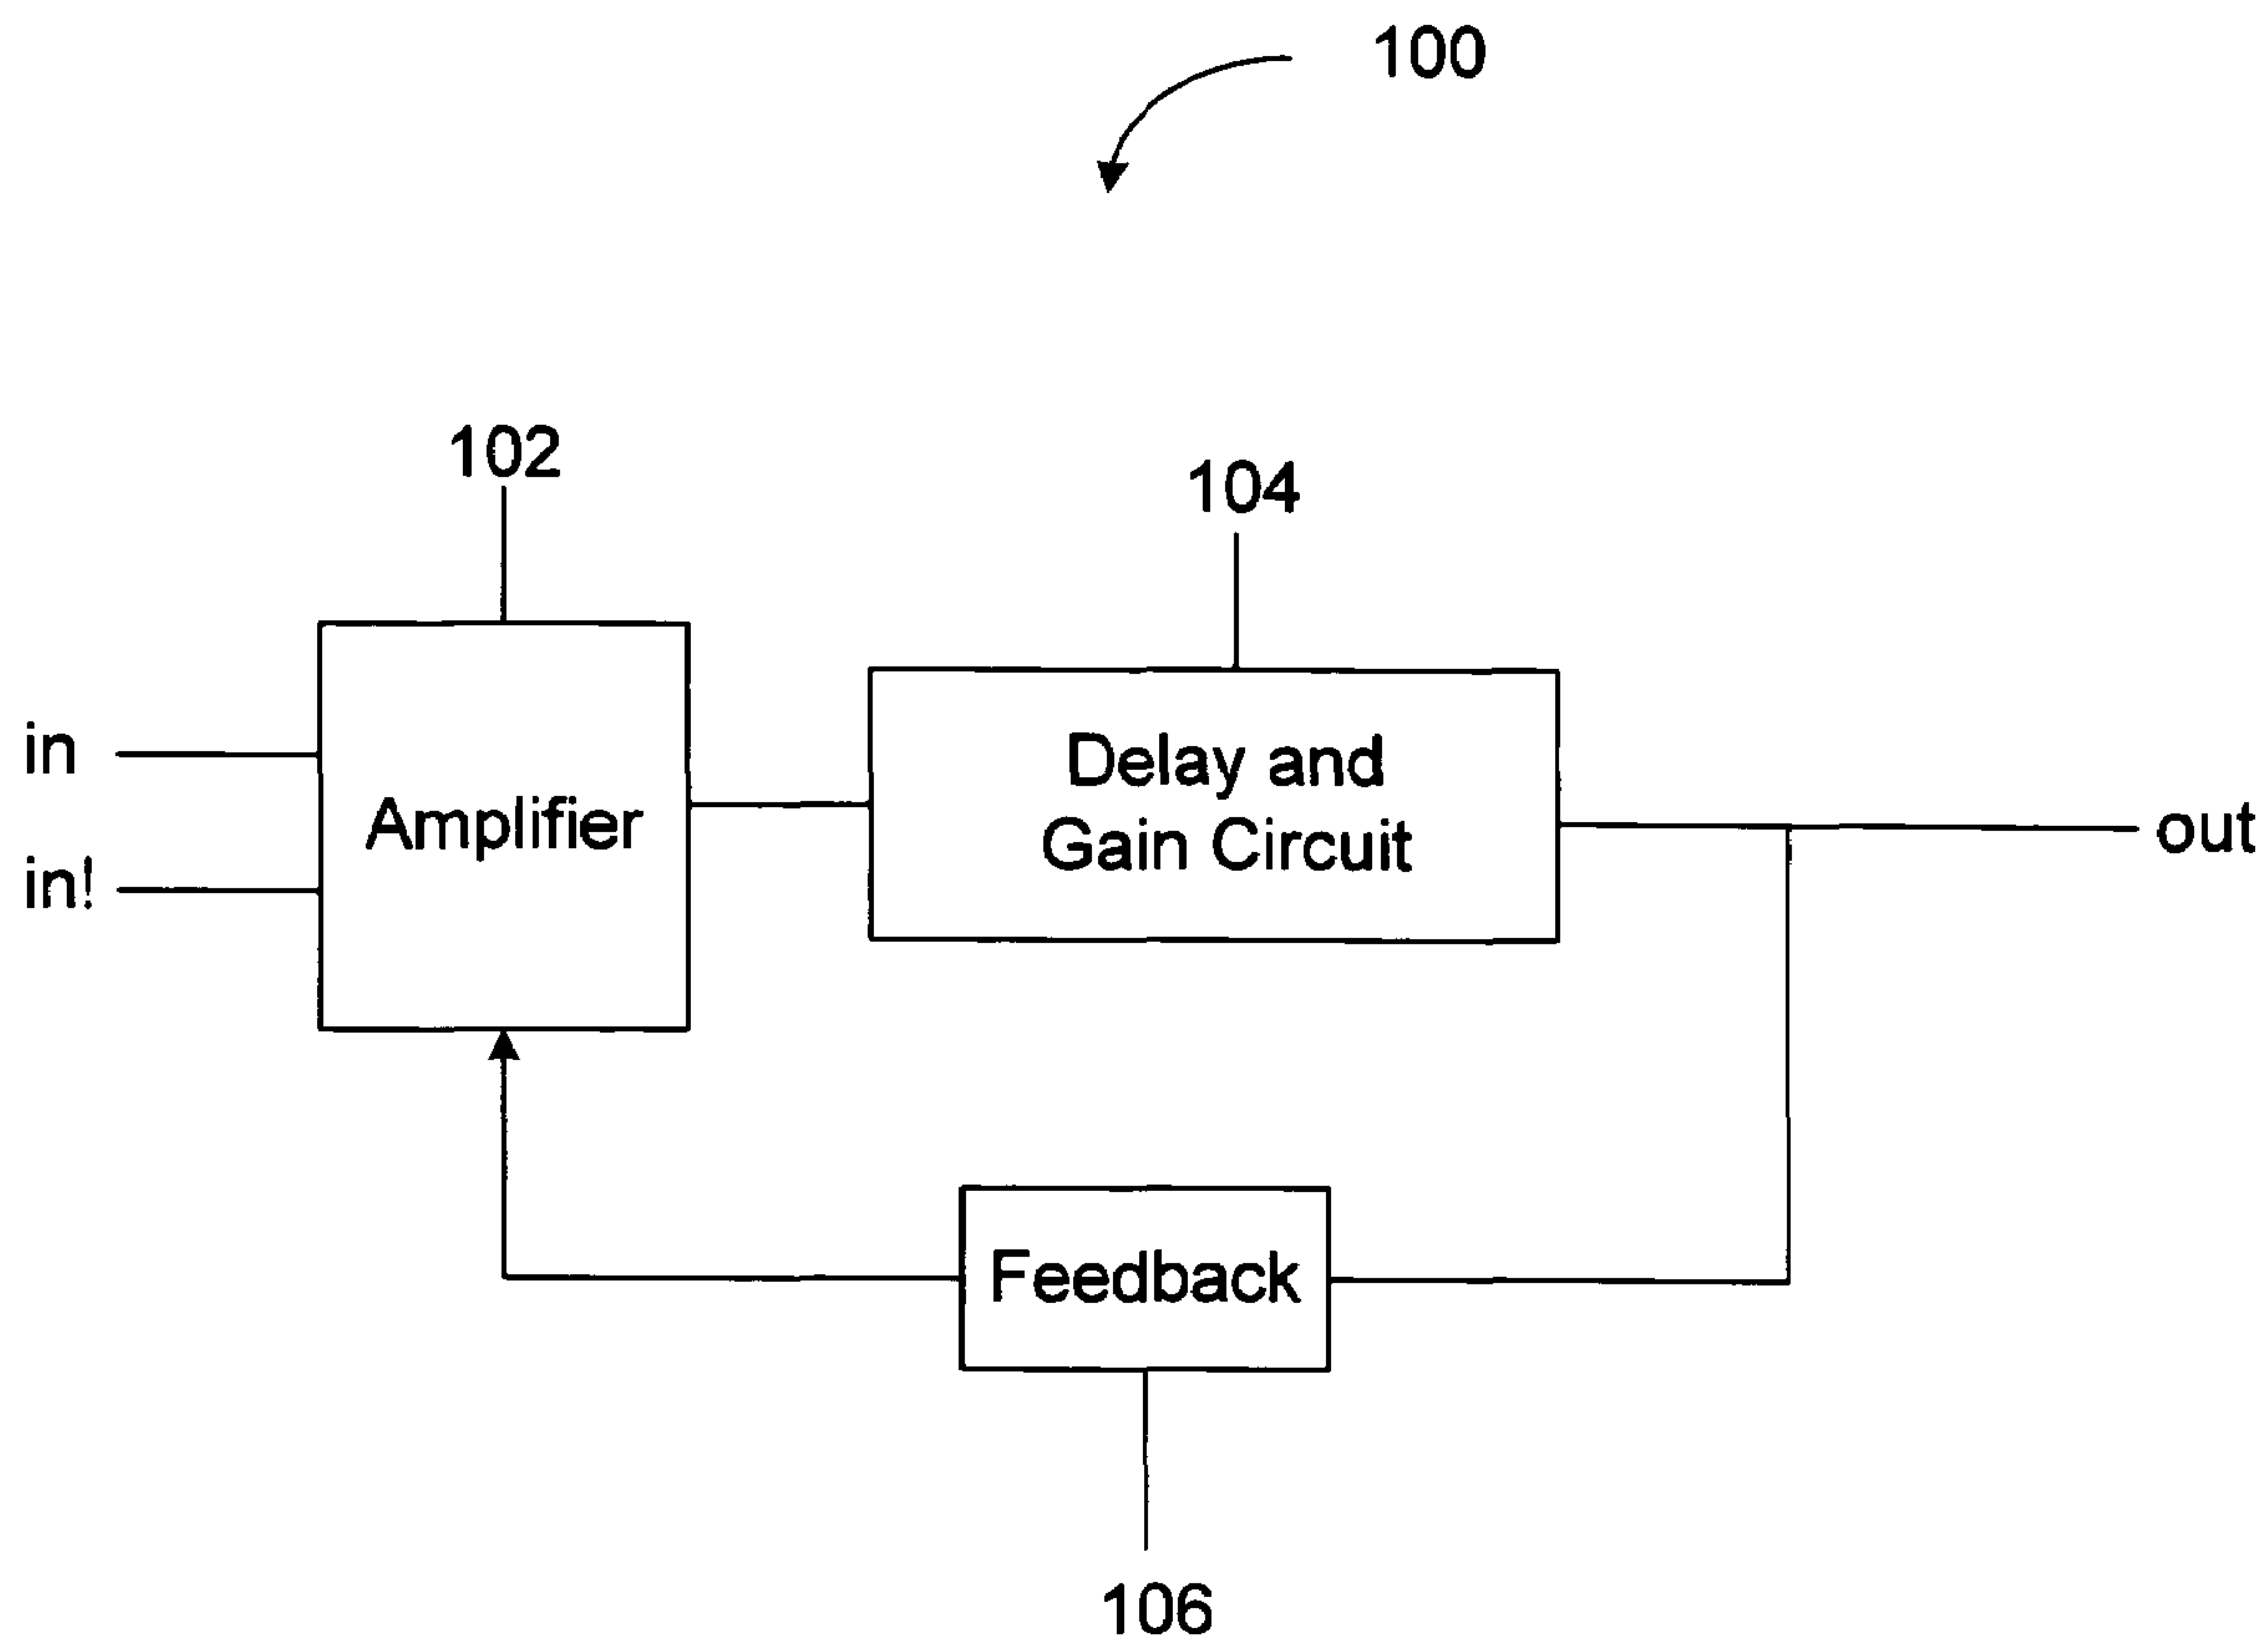 100
102
104
in
in!
Amplifier
Delay and
Gain Circuit
out
Feedback
106